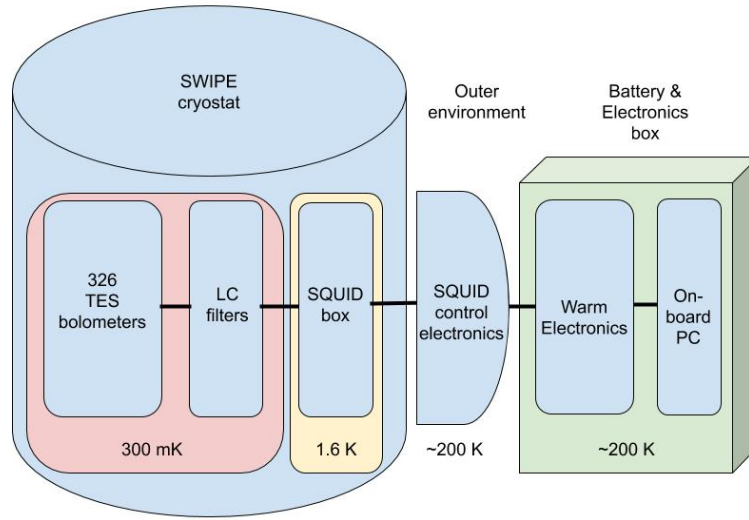 SWIPE
cryostat
Outer
environment
Battery &
Electronics
box
326
TES
bolometers
LC
filters
SQUID
box
SQUID
control
electronics
Warm
Electronics
On-
board
PC
300 mK
1.6 K
~200 K
~200 K